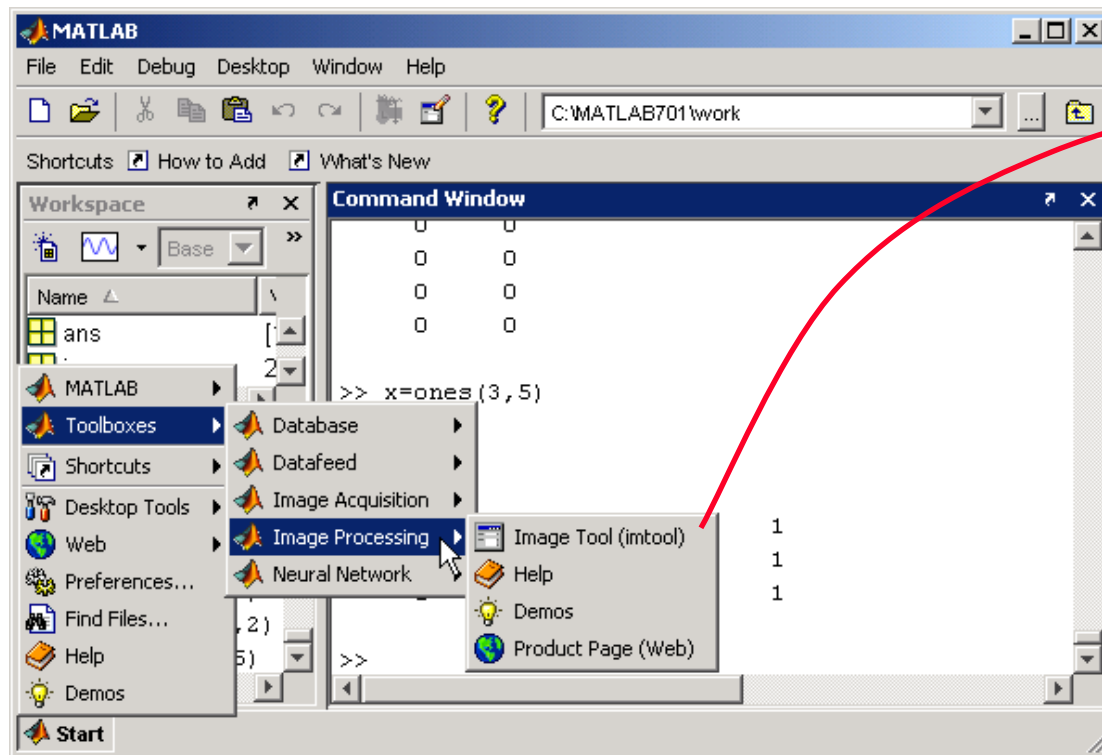 MATLAB
File Edit Debug Desktop Window Help
C:\MATLAB701\work ...
Shortcuts How to Add What's New
Workspace
Base »
Name
ans [
2
Command Window
0 0
0 0
0 0
0 0
>> x=ones(3,5)
1
1
1
>>
,2)
5)
MATLAB
Toolboxes
Shortcuts
Desktop Tools
Web
Preferences...
Find Files...
Help
Demos
Database
Datafeed
Image Acquisition
Image Processing
Neural Network
Image Tool (imtool)
Help
Demos
Product Page (Web)
Start